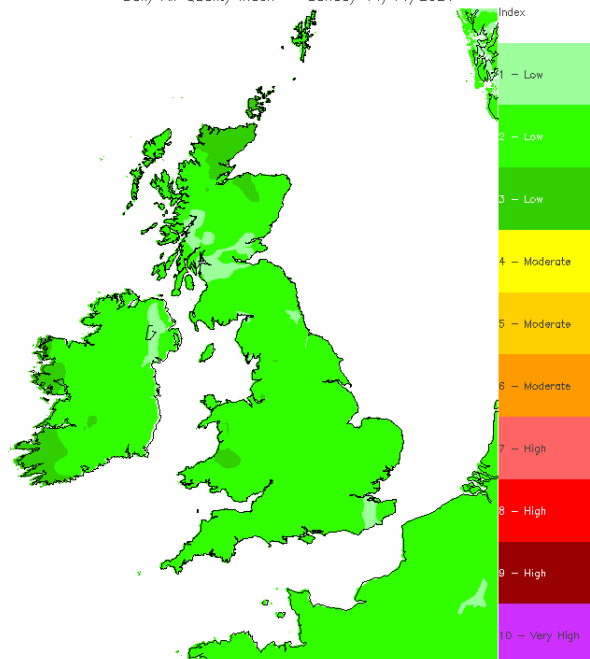 Index
1 - Low
2 - Low
3 - Low
4 - Moderate
5 - Moderate
6 - Moderate
7 - High
8 - High
9 - High
10 - Very High